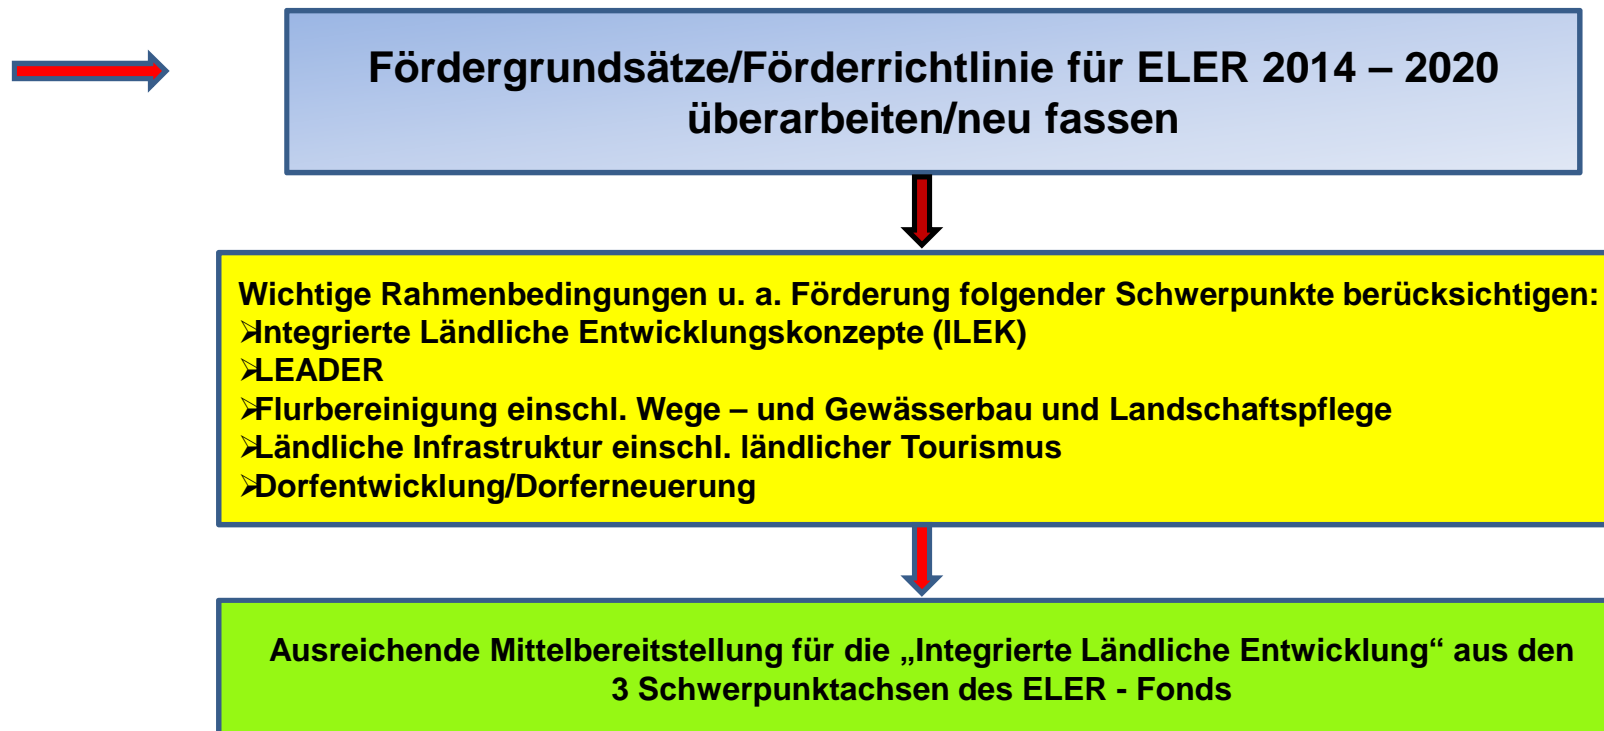 Fördergrundsätze/Förderrichtlinie für ELER 2014 – 2020
überarbeiten/neu fassen
Wichtige Rahmenbedingungen u. a. Förderung folgender Schwerpunkte berücksichtigen:
➢Integrierte Ländliche Entwicklungskonzepte (ILEK)
➢LEADER
➢Flurbereinigung einschl. Wege – und Gewässerbau und Landschaftspflege
➢Ländliche Infrastruktur einschl. ländlicher Tourismus
➢Dorfentwicklung/Dorferneuerung
Ausreichende Mittelbereitstellung für die „Integrierte Ländliche Entwicklung“ aus den
3 Schwerpunktachsen des ELER - Fonds